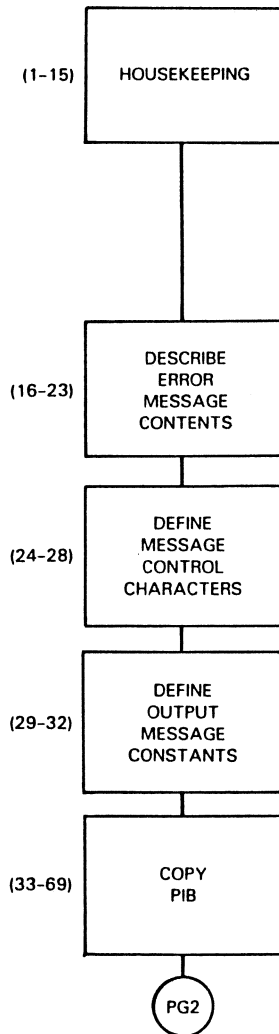 (1-15) HOUSEKEEPING
DESCRIBE
ERROR
(16-23) MESSAGE
CONTENTS
DEFINE
MESSAGE
(24-28) CONTROL
CHARACTERS
DEFINE
OUTPUT
(29-32) MESSAGE
CONSTANTS
COPY
(33-69) PIB
PG2